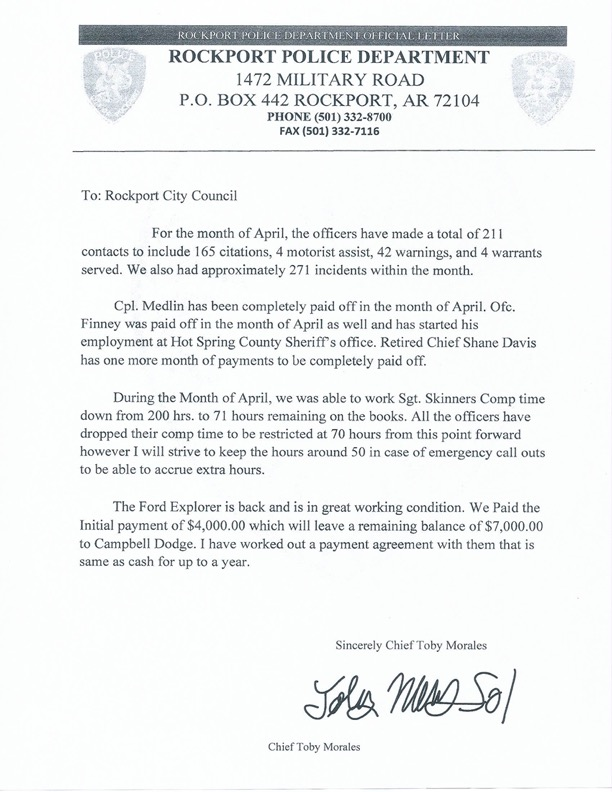 ROCKPORT POLICE DEPARTMENT OFFICIAL LETTER
ROCKPORT POLICE DEPARTMENT
1472 MILITARY ROAD
P.O. BOX 442 ROCKPORT, AR 72104
PHONE (501) 332-8700
FAX (501) 332-7116
POLICE
POLICE
To: Rockport City Council
For the month of April, the officers have made a total of 211
contacts to include 165 citations, 4 motorist assist, 42 warnings, and 4 warrants
served. We also had approximately 271 incidents within the month.
Cpl. Medlin has been completely paid off in the month of April. Ofc.
Finney was paid off in the month of April as well and has started his
employment at Hot Spring County Sheriff's office. Retired Chief Shane Davis
has one more month of payments to be completely paid off.
During the Month of April, we was able to work Sgt. Skinners Comp time
down from 200 hrs. to 71 hours remaining on the books. All the officers have
dropped their comp time to be restricted at 70 hours from this point forward
however I will strive to keep the hours around 50 in case of emergency call outs
to be able to accrue extra hours.
The Ford Explorer is back and is in great working condition. We Paid the
Initial payment of $4,000.00 which will leave a remaining balance of $7,000.00
to Campbell Dodge. I have worked out a payment agreement with them that is
same as cash for up to a year.
Sincerely Chief Toby Morales
Chief Toby Morales